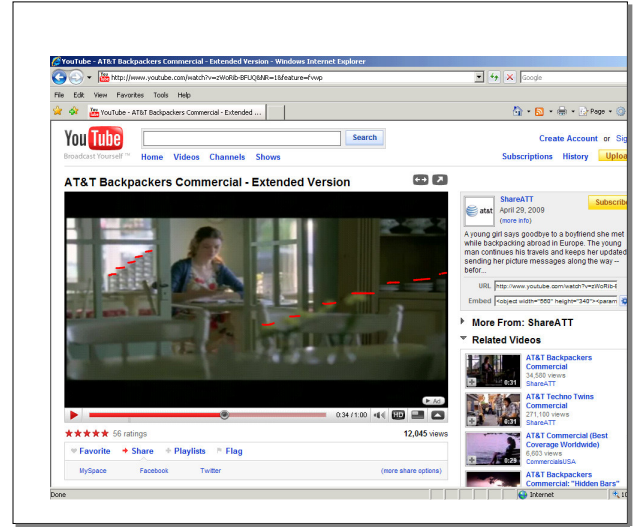 YouTube - AT&T Backpackers Commercial - Extended Version - Windows Internet Explorer
http://www.youtube.com/watch?v=zWoRib-BFUQ&NR=1&feature=fvwp
Google
File Edit View Favorites Tools Help
YouTube - AT&T Backpackers Commercial - Extended ...
Page
You Tube
Broadcast Yourself ™
Search
Home Videos Channels Shows
Create Account or Sig
Subscriptions History Uploa
AT&T Backpackers Commercial - Extended Version
at&t
ShareATT
April 29, 2009
(more info)
Subscribe
A young girl says goodbye to a boyfriend she met
while backpacking abroad in Europe. The young
man continues his travels and keeps her updated
sending her picture messages along the way --
befor...
URL http://www.youtube.com/watch?v=zWoRib-E
Embed <object width="560" height="340"><param
More From: ShareATT
Related Videos
AT&T Backpackers
Commercial
34,580 views
ShareATT
0:31
AT&T Techno Twins
Commercial
271,100 views
ShareATT
0:31
AT&T Commercial (Best
Coverage Worldwide)
6,603 views
CommercialsUSA
0:29
AT&T Backpackers
Commercial: "Hidden Bars"
Ad
0:34 / 1:00 HD
56 ratings
12,045 views
Favorite Share Playlists Flag
MySpace Facebook Twitter (more share options)
Done
Internet
10